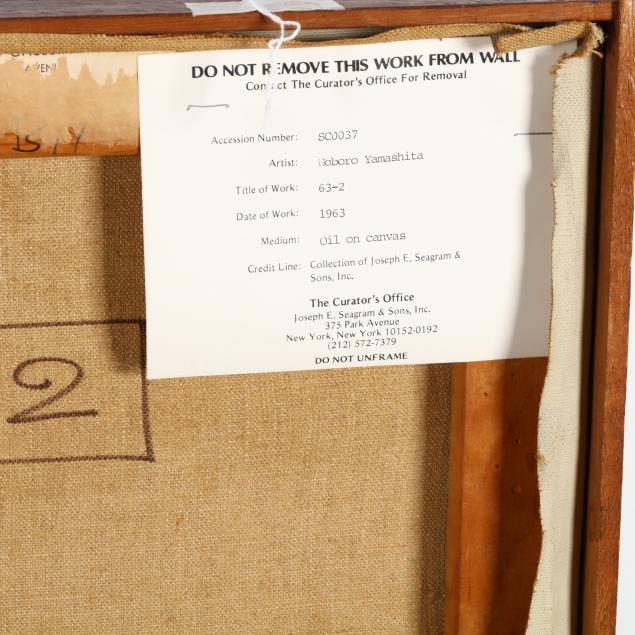 DO NOT REMOVE THIS WORK FROM WALL
Contact The Curator's Office For Removal
Accession Number: SC0037
Artist: Hoboro Yamashita
Title of Work: 63-2
Date of Work: 1963
Medium: Oil on canvas
Credit Line: Collection of Joseph E. Seagram &
Sons, Inc.
The Curator's Office
Joseph E. Seagram & Sons, Inc.
375 Park Avenue
New York, New York 10152-0192
(212) 572-7379
DO NOT UNFRAME
2